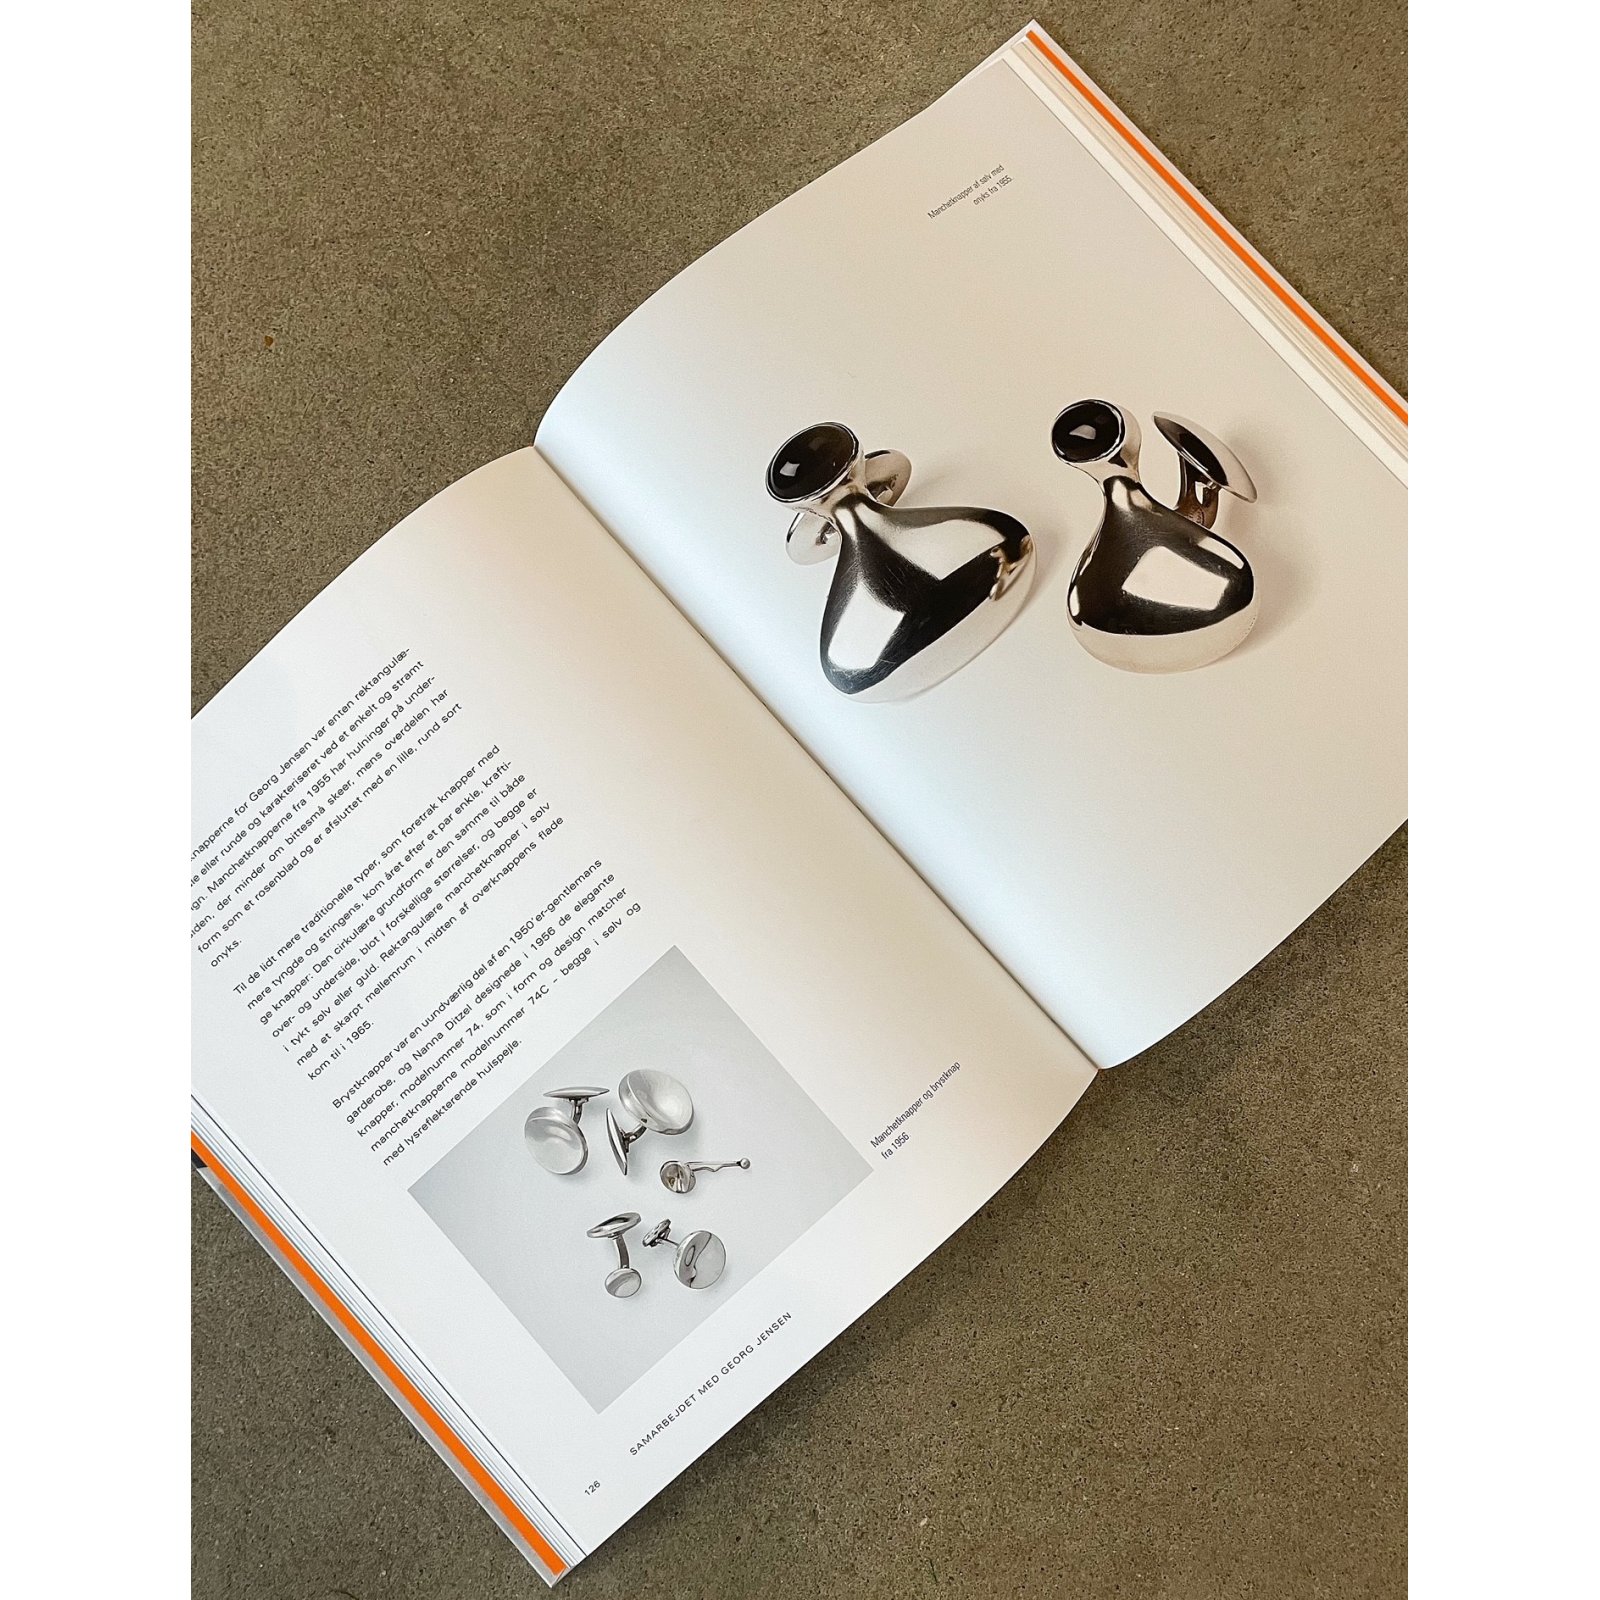 knapperne for Georg Jensen var enten rektangulæ-
eller runde og karakteriseret ved et enkelt og stramt
Manchetknapperne fra 1955 har hulninger på under-
der minder om bittesmå skeer, mens overdelen har
form som et rosenblad og er afsluttet med en lille, rund sort
onyks.
Til de lidt mere traditionelle typer, som foretrak knapper med
mere tyngde og stringens, kom året efter et par enkle, krafti-
ge knapper: Den cirkulære grundform er den samme til både
over- og underside, blot i forskellige størrelser, og begge er
i tykt sølv eller guld. Rektangulære manchetknapper i sølv
med et skarpt mellemrum i midten af overknappens flade
kom til i 1965.
Brystknapper var en uundværlig del af en 1950'er-gentlemans
garderobe, og Nanna Ditzel designede i 1956 de elegante
knapper, modelnummer 74, som i form og design matcher
manchetknapperne modelnummer 74C – begge i sølv og
med lysreflekterende hulspejle.
Manchetknapper og brystknap
fra 1956.
126
SAMARBEJDET MED GEORG JENSEN
Manchetknapper af sølv med
onyks fra 1955.